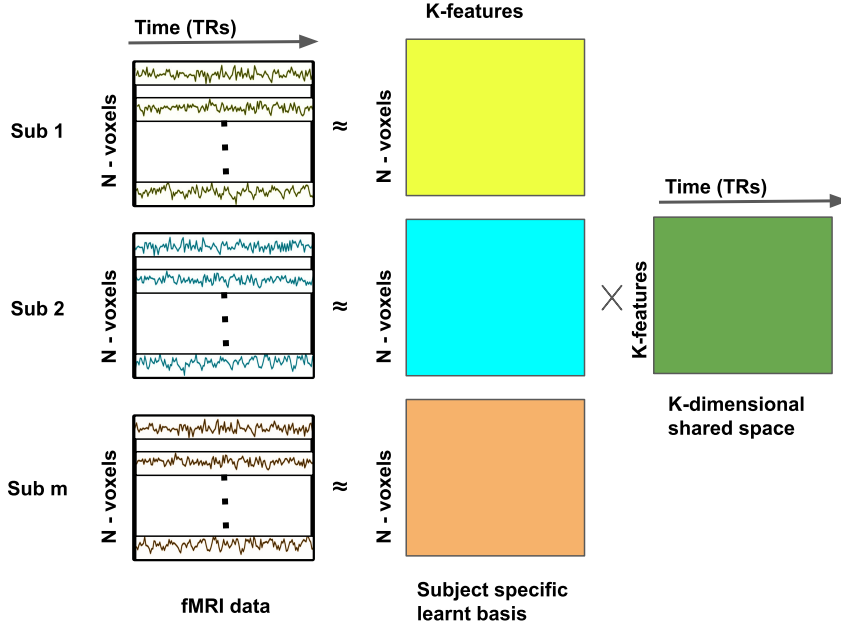 K-features
Time (TRs)
Sub 1
N - voxels
≈
N - voxels
Time (TRs)
Sub 2
N - voxels
≈
N - voxels
K-features
K-dimensional
shared space
Sub m
N - voxels
≈
N - voxels
fMRI data
Subject specific
learnt basis